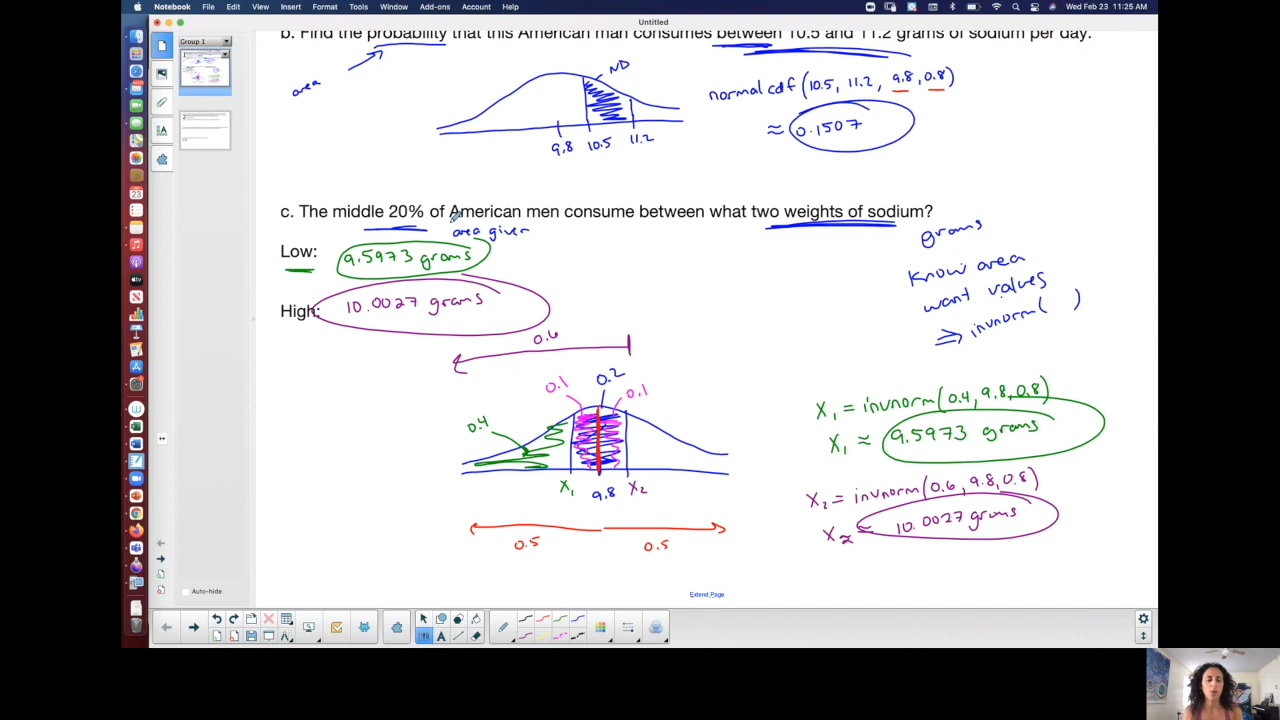 Notebook File Edit View Insert Format Tools Window Add-ons Account Help Wed Feb 23 11:25 AM
Untitled
Group 1
b. Find the probability that this American man consumes between 10.5 and 11.2 grams of sodium per day.
area
ND
9.8 10.5 11.2
normalcdf (10.5, 11.2, 9.8, 0.8)
≈ 0.1507
c. The middle 20% of American men consume between what two weights of sodium?
area given
grams
Low: 9.5973 grams
High: 10.0027 grams
know area
want values
⇒ invnorm( )
0.6
0.1 0.2 0.1
0.4
X₁ 9.8 X₂
0.5 0.5
X₁ = invnorm(0.4, 9.8, 0.8)
X₁ ≈ 9.5973 grams
X₂ = invnorm(0.6, 9.8, 0.8)
X₂ ≈ 10.0027 grams
Extend Page
Auto-hide